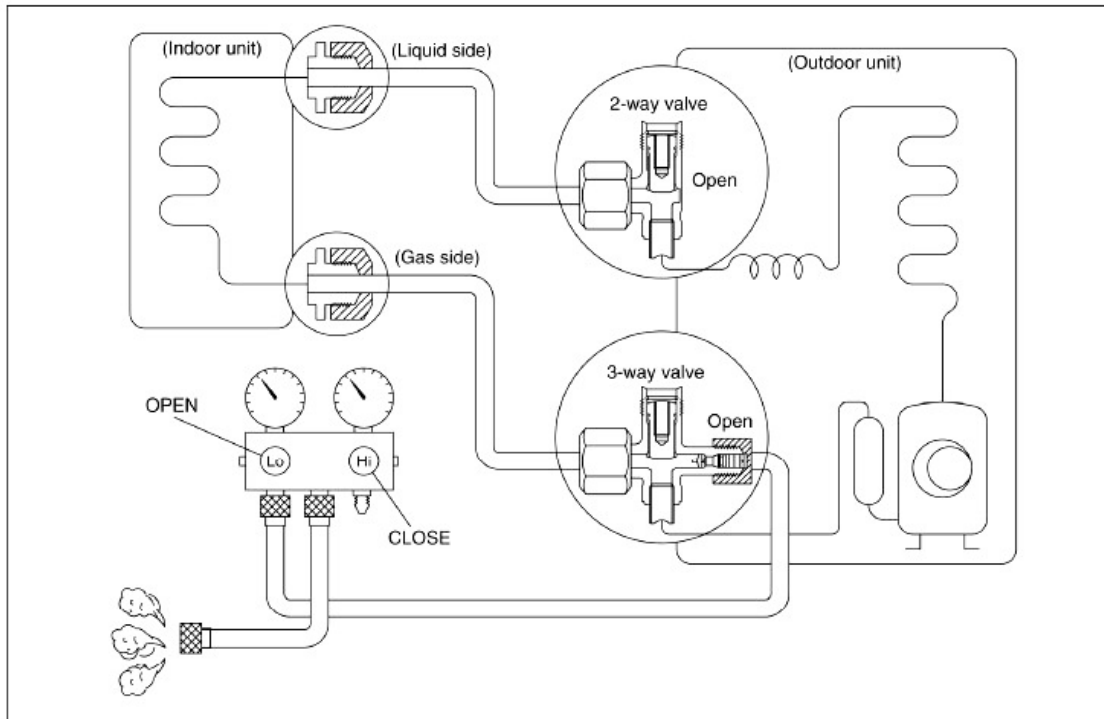 (Indoor unit)
(Liquid side)
(Outdoor unit)
2-way valve
Open
(Gas side)
3-way valve
Open
OPEN
Lo
Hi
CLOSE